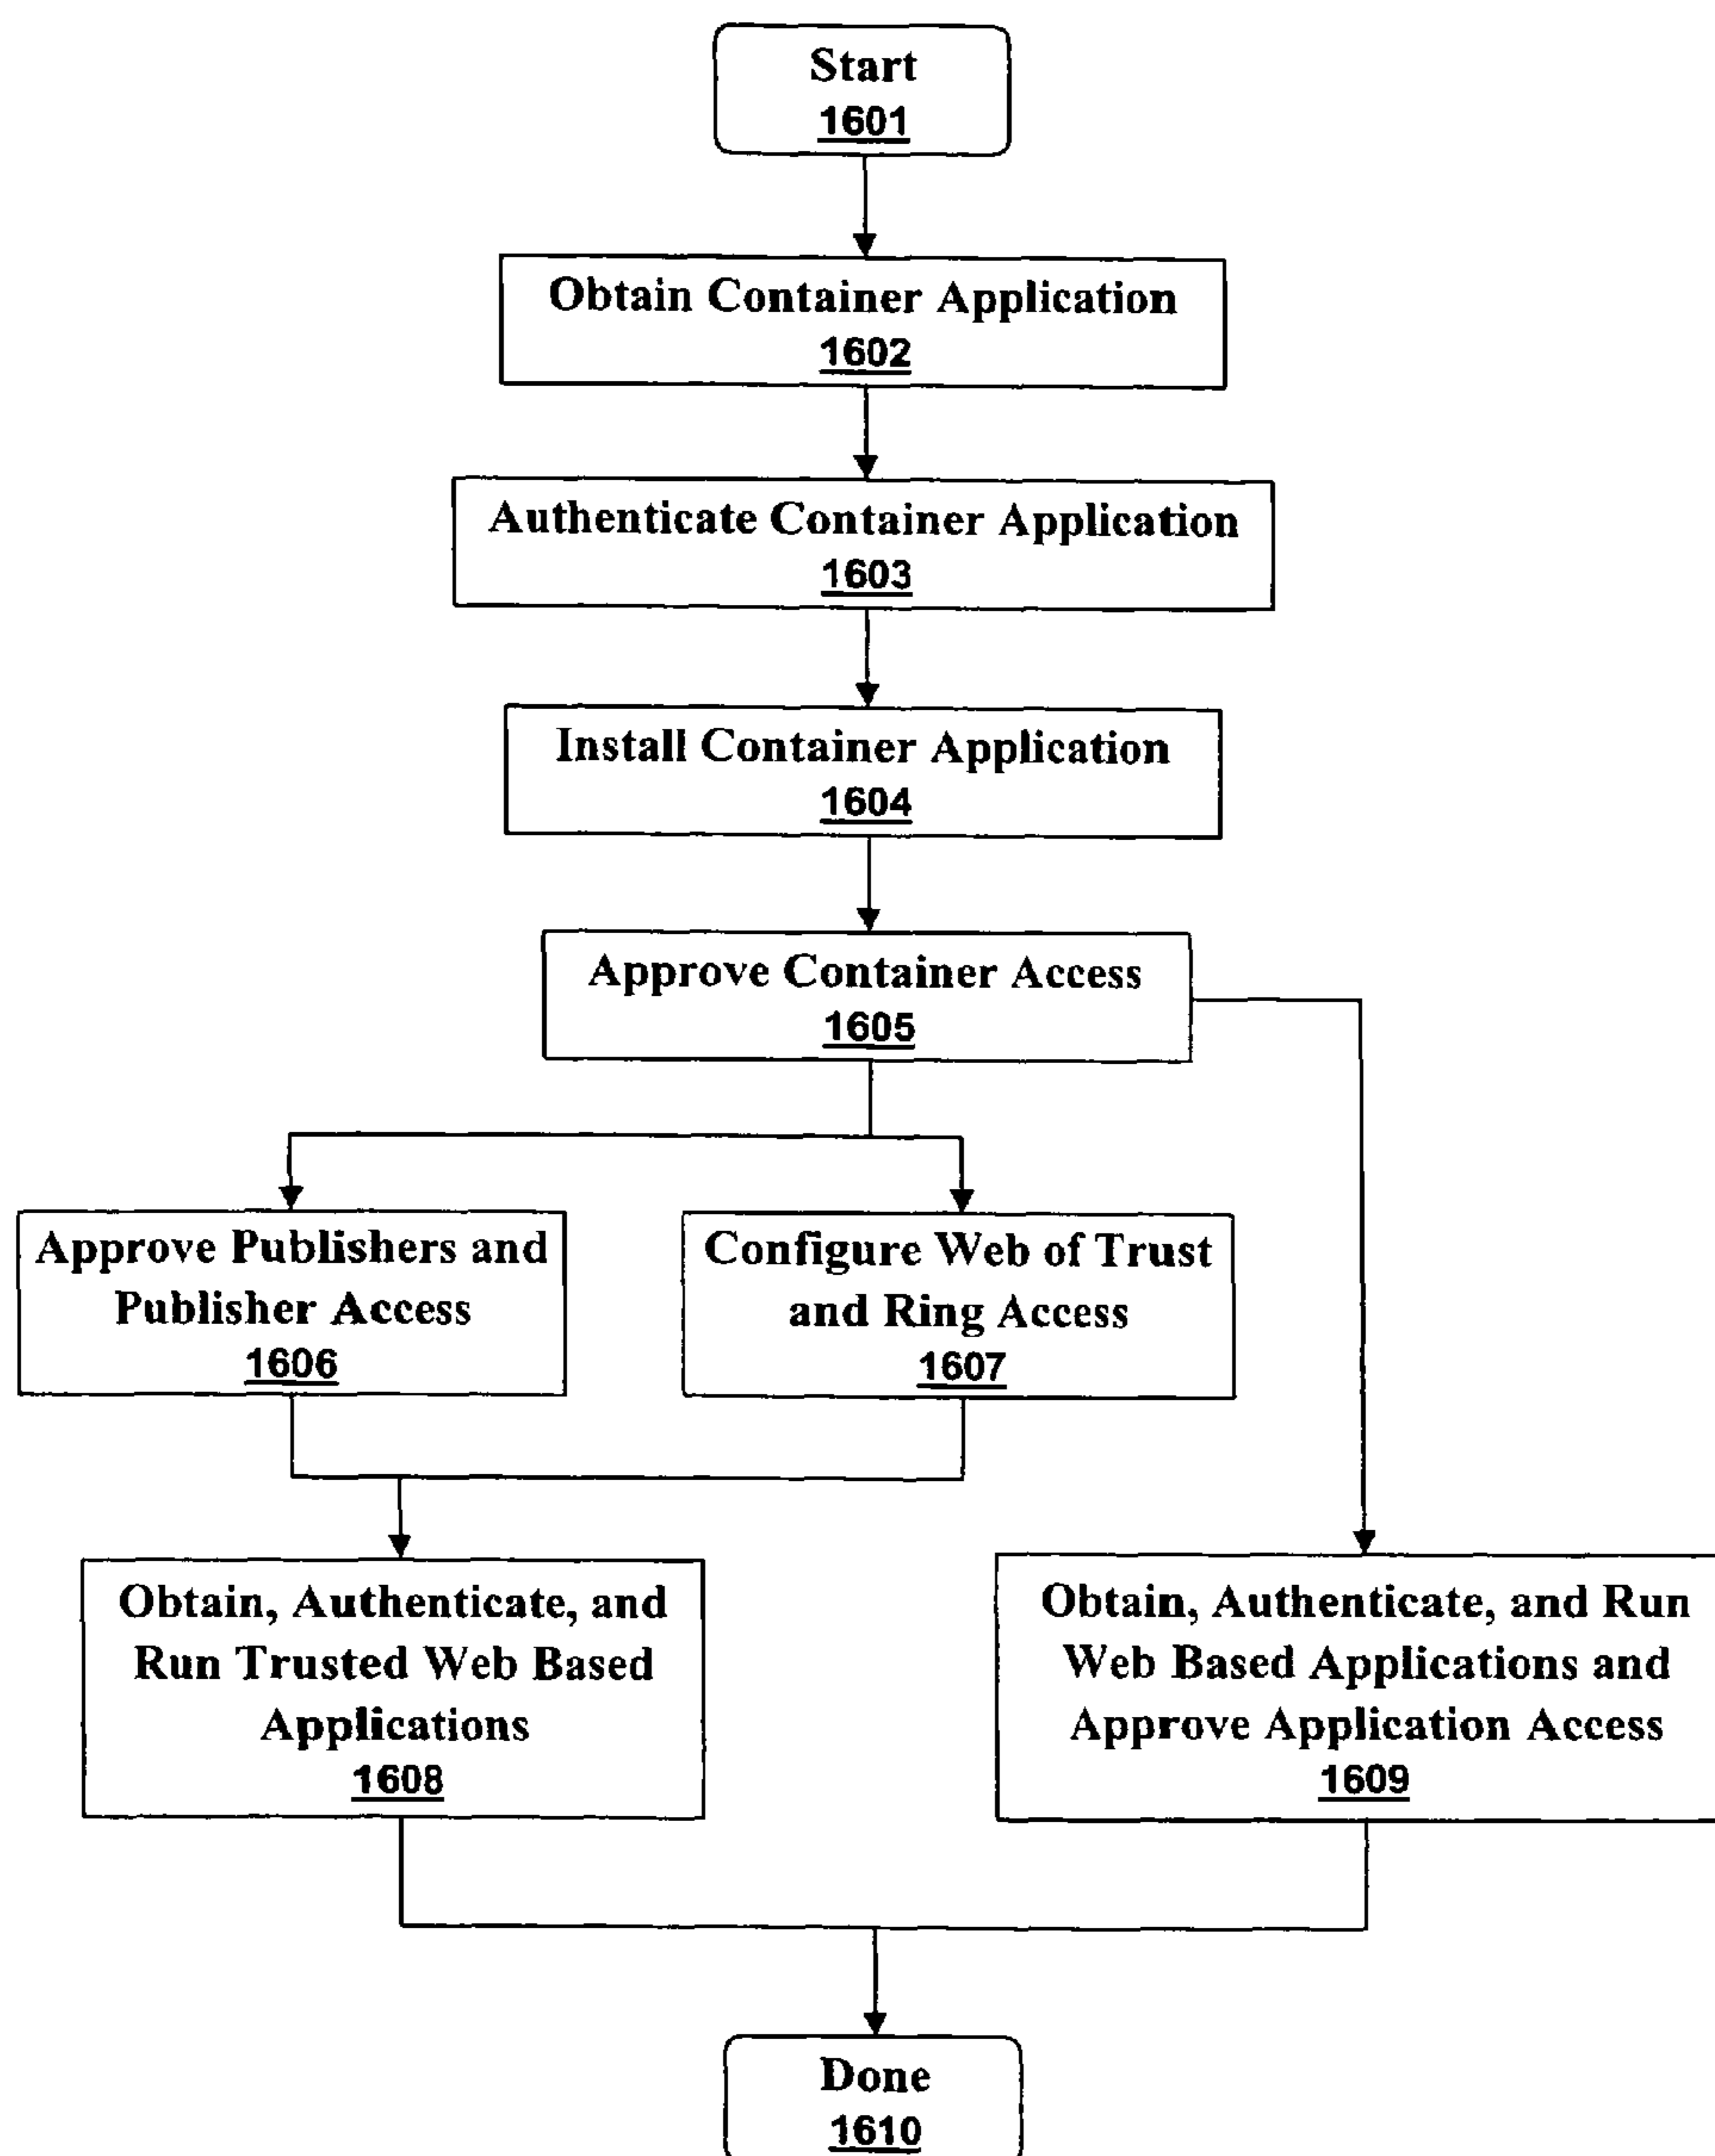 Start
1601
Obtain Container Application
1602
Authenticate Container Application
1603
Install Container Application
1604
Approve Container Access
1605
Approve Publishers and
Publisher Access
1606
Configure Web of Trust
and Ring Access
1607
Obtain, Authenticate, and
Run Trusted Web Based
Applications
1608
Obtain, Authenticate, and Run
Web Based Applications and
Approve Application Access
1609
Done
1610